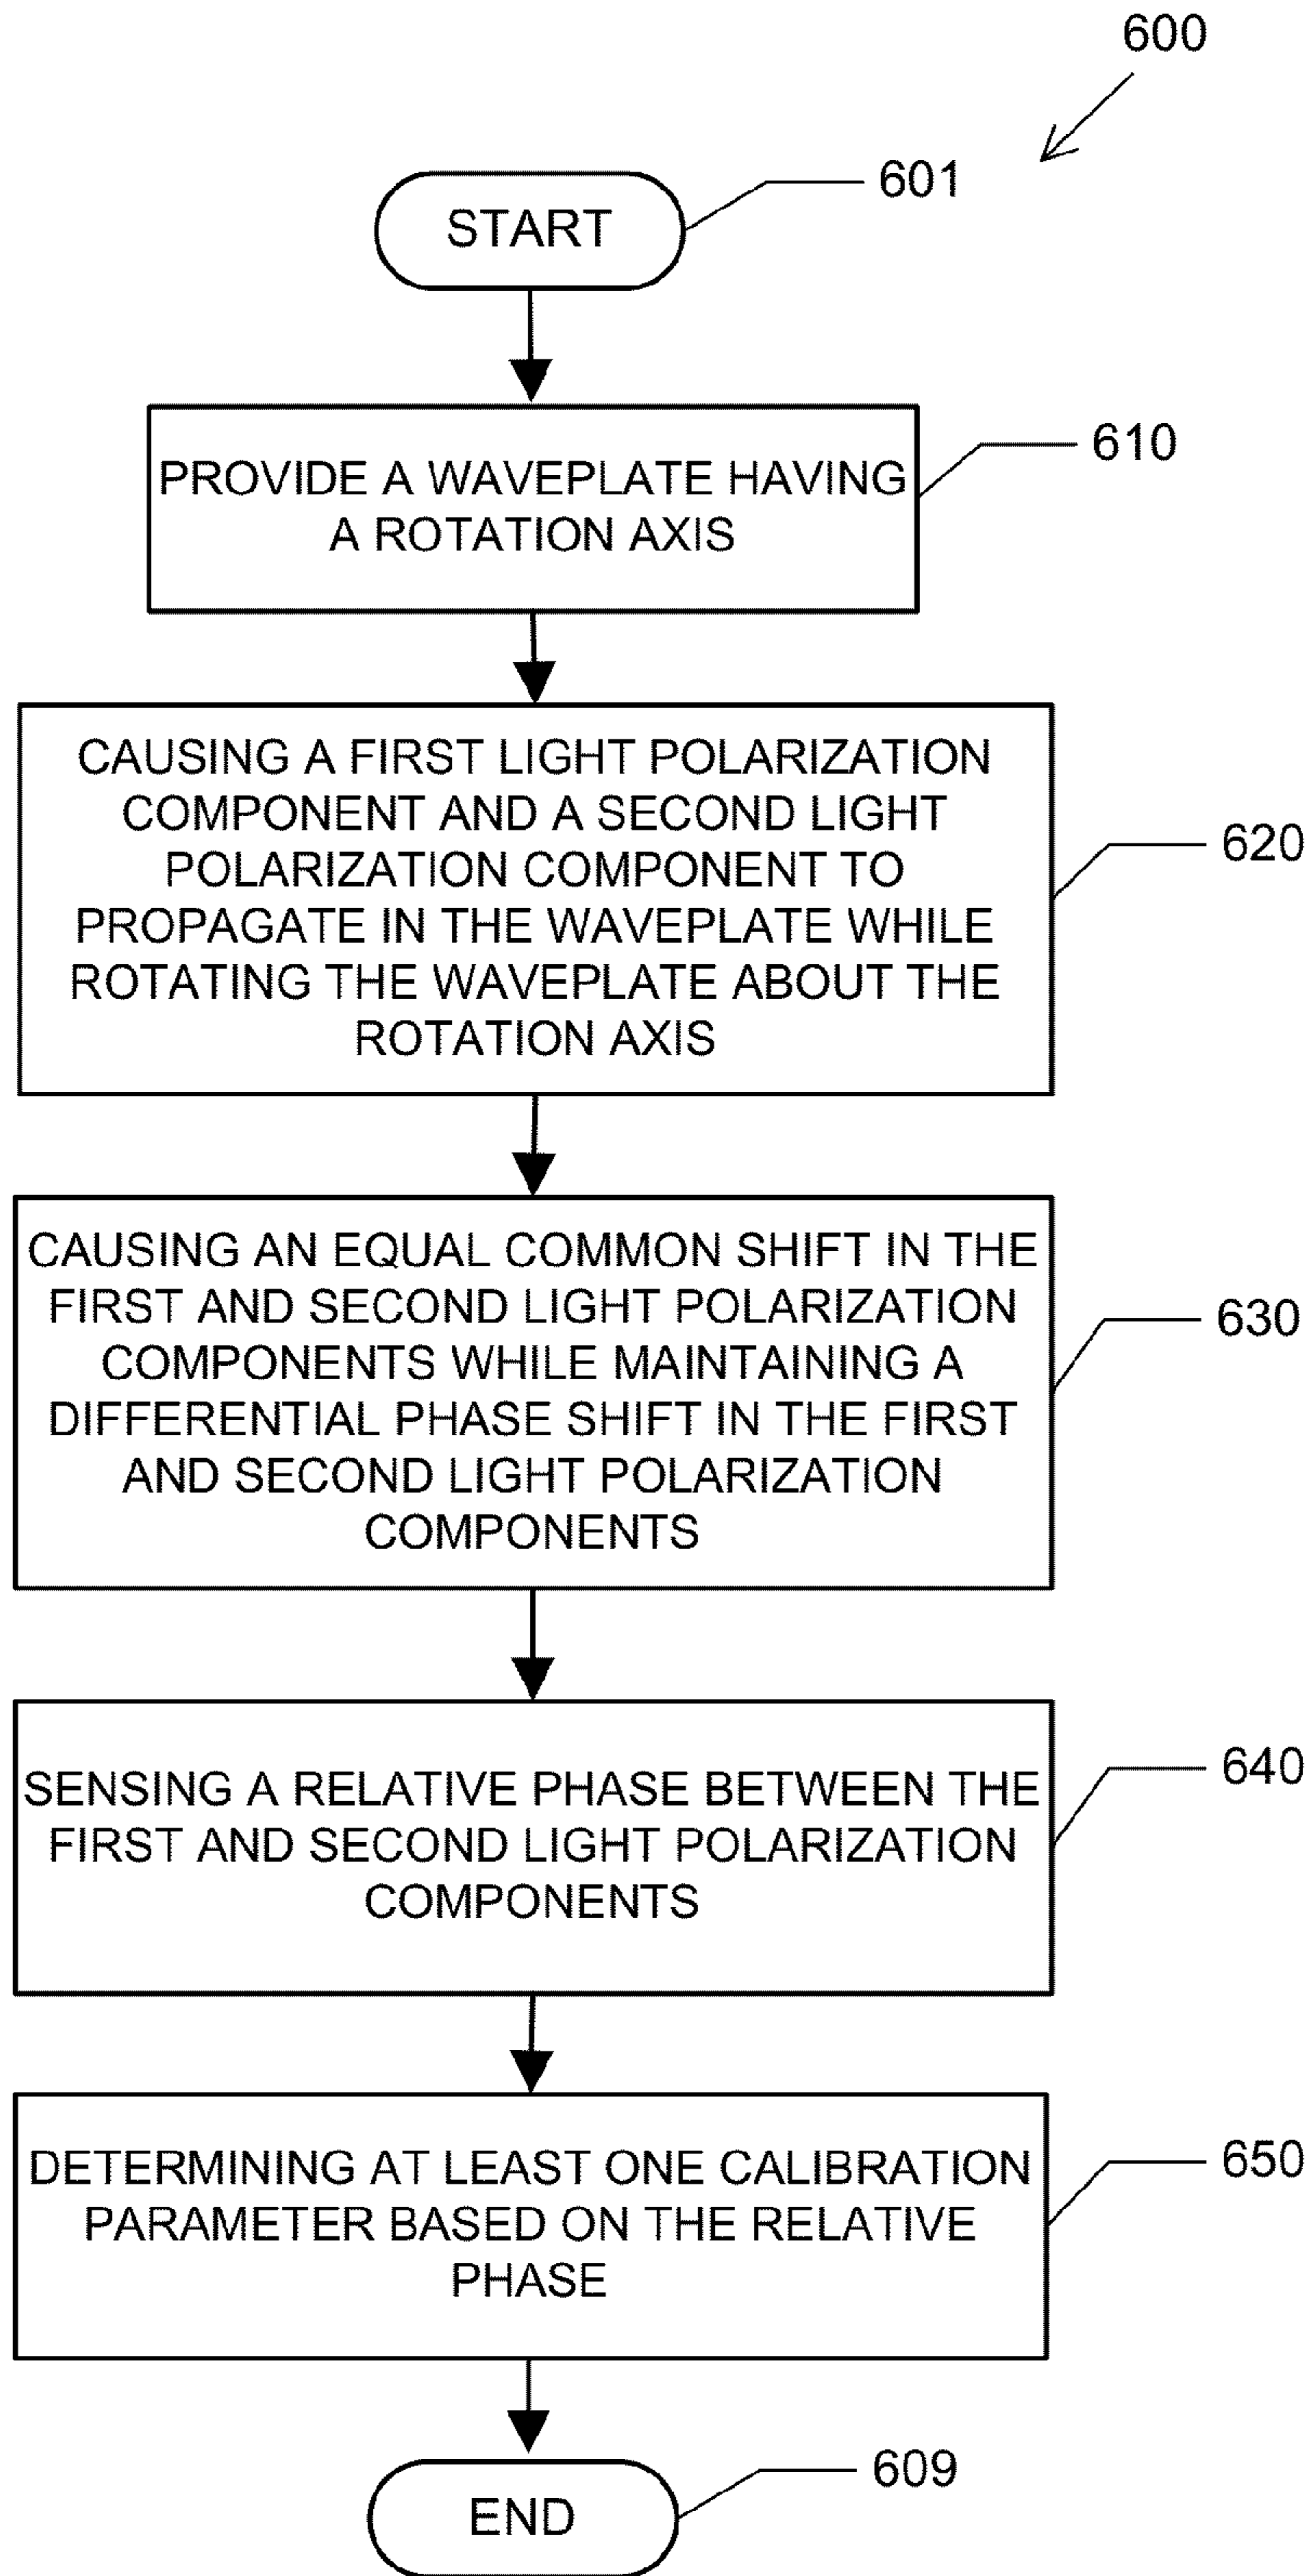 600
601
START
610
PROVIDE A WAVEPLATE HAVING
A ROTATION AXIS
CAUSING A FIRST LIGHT POLARIZATION
COMPONENT AND A SECOND LIGHT
POLARIZATION COMPONENT TO
PROPAGATE IN THE WAVEPLATE WHILE
ROTATING THE WAVEPLATE ABOUT THE
ROTATION AXIS
620
CAUSING AN EQUAL COMMON SHIFT IN THE
FIRST AND SECOND LIGHT POLARIZATION
COMPONENTS WHILE MAINTAINING A
DIFFERENTIAL PHASE SHIFT IN THE FIRST
AND SECOND LIGHT POLARIZATION
COMPONENTS
630
SENSING A RELATIVE PHASE BETWEEN THE
FIRST AND SECOND LIGHT POLARIZATION
COMPONENTS
640
DETERMINING AT LEAST ONE CALIBRATION
PARAMETER BASED ON THE RELATIVE
PHASE
650
609
END